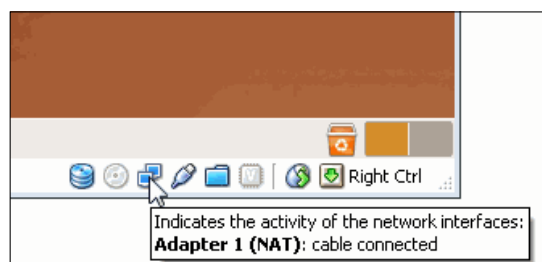 Right Ctrl
Indicates the activity of the network interfaces:
Adapter 1 (NAT): cable connected